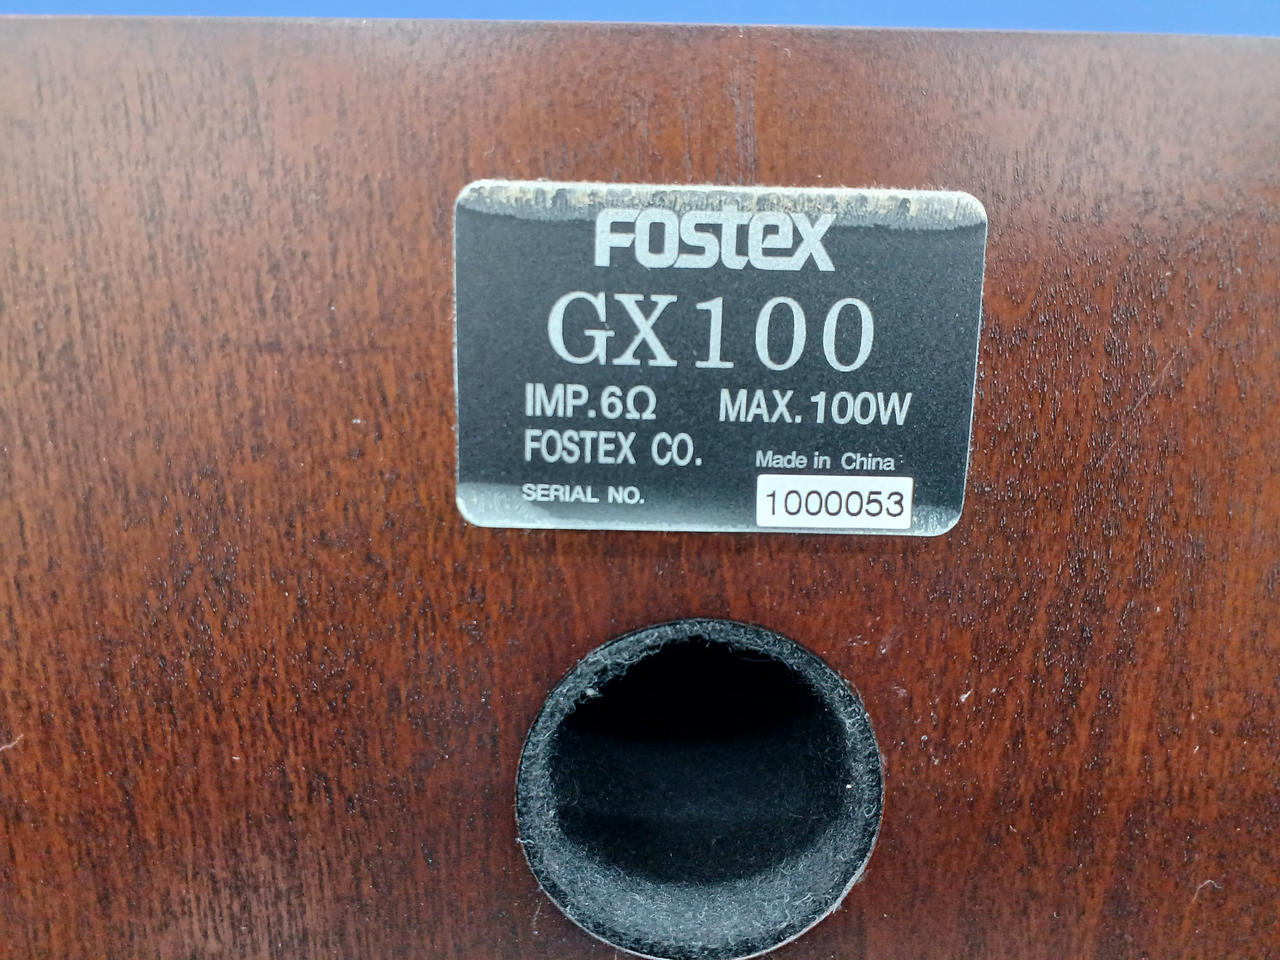 FOSTEX
GX100
IMP.6Ω MAX.100W
FOSTEX CO.
Made in China
SERIAL NO. 1000053